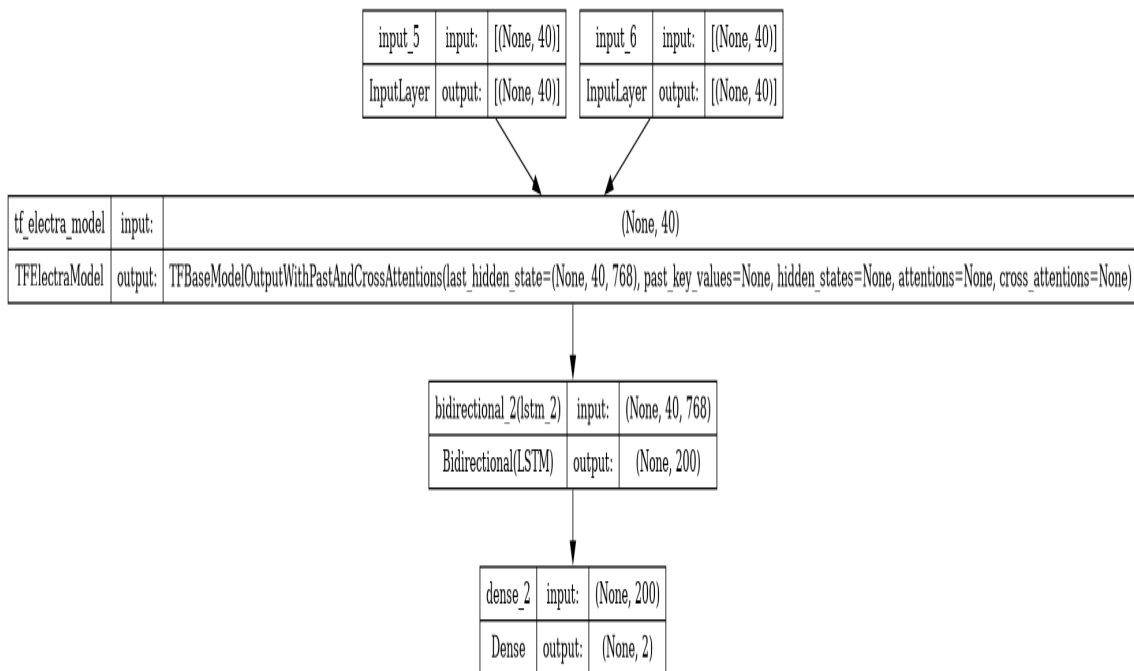 input_5 input: [(None, 40)] input_6 input: [(None, 40)]
InputLayer output: [(None, 40)] InputLayer output: [(None, 40)]
tf_electra_model input: (None, 40)
TFElectraModel output: TFBaseModelOutputWithPastAndCrossAttentions(last_hidden_state=(None, 40, 768), past_key_values=None, hidden_states=None, attentions=None, cross_attentions=None)
bidirectional_2(lstm_2) input: (None, 40, 768)
Bidirectional(LSTM) output: (None, 200)
dense_2 input: (None, 200)
Dense output: (None, 2)